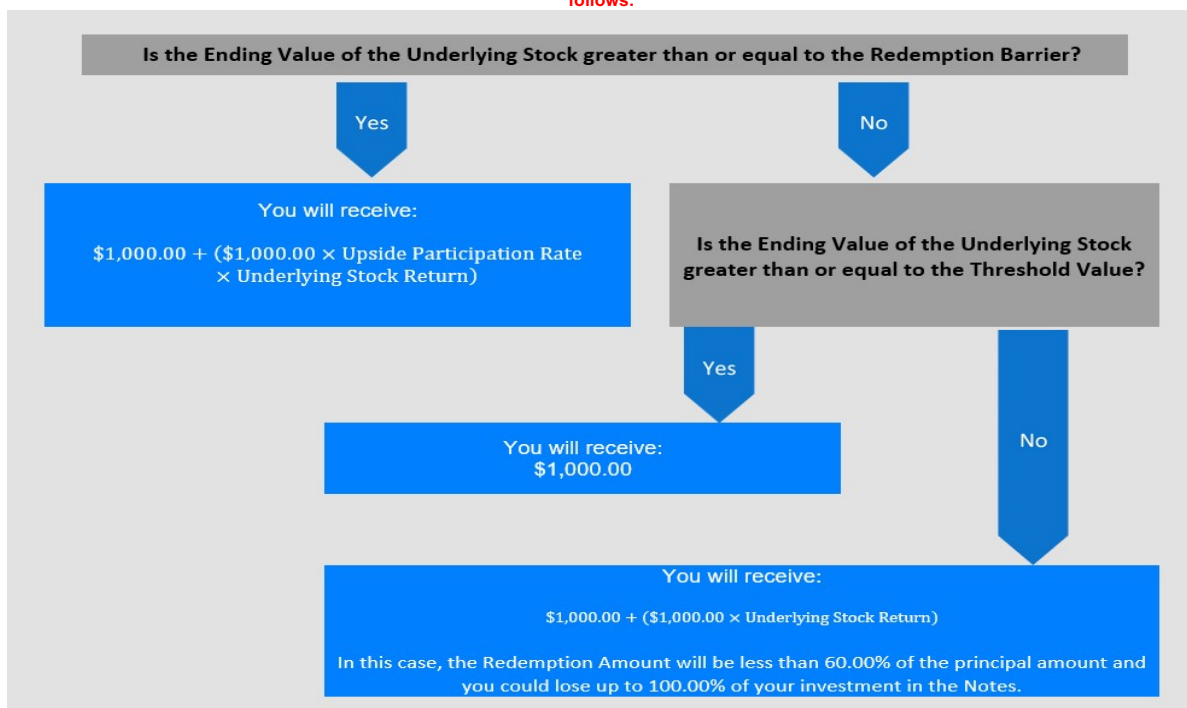 follows:
Is the Ending Value of the Underlying Stock greater than or equal to the Redemption Barrier?
Yes
No
You will receive:
$1,000.00 + ($1,000.00 × Upside Participation Rate
× Underlying Stock Return)
Is the Ending Value of the Underlying Stock
greater than or equal to the Threshold Value?
Yes
No
You will receive:
$1,000.00
You will receive:
$1,000.00 + ($1,000.00 × Underlying Stock Return)
In this case, the Redemption Amount will be less than 60.00% of the principal amount and
you could lose up to 100.00% of your investment in the Notes.